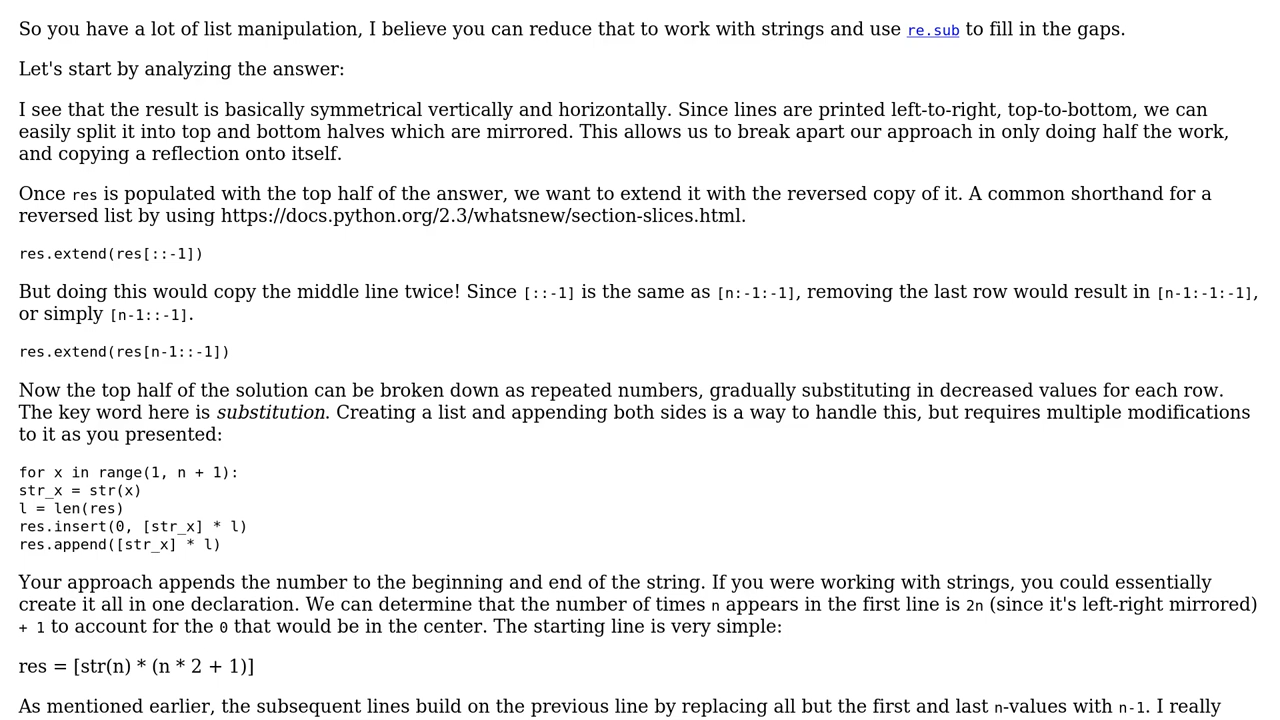 So you have a lot of list manipulation, I believe you can reduce that to work with strings and use re.sub to fill in the gaps.
Let's start by analyzing the answer:
I see that the result is basically symmetrical vertically and horizontally. Since lines are printed left-to-right, top-to-bottom, we can
easily split it into top and bottom halves which are mirrored. This allows us to break apart our approach in only doing half the work,
and copying a reflection onto itself.
Once res is populated with the top half of the answer, we want to extend it with the reversed copy of it. A common shorthand for a
reversed list by using https://docs.python.org/2.3/whatsnew/section-slices.html.
res.extend(res[::-1])
But doing this would copy the middle line twice! Since [::-1] is the same as [n:-1:-1], removing the last row would result in [n-1:-1:-1],
or simply [n-1::-1].
res.extend(res[n-1::-1])
Now the top half of the solution can be broken down as repeated numbers, gradually substituting in decreased values for each row.
The key word here is substitution. Creating a list and appending both sides is a way to handle this, but requires multiple modifications
to it as you presented:
for x in range(1, n + 1):
str_x = str(x)
l = len(res)
res.insert(0, [str_x] * l)
res.append([str_x] * l)
Your approach appends the number to the beginning and end of the string. If you were working with strings, you could essentially
create it all in one declaration. We can determine that the number of times n appears in the first line is 2n (since it's left-right mirrored)
+ 1 to account for the 0 that would be in the center. The starting line is very simple:
res = [str(n) * (n * 2 + 1)]
As mentioned earlier, the subsequent lines build on the previous line by replacing all but the first and last n-values with n-1. I really